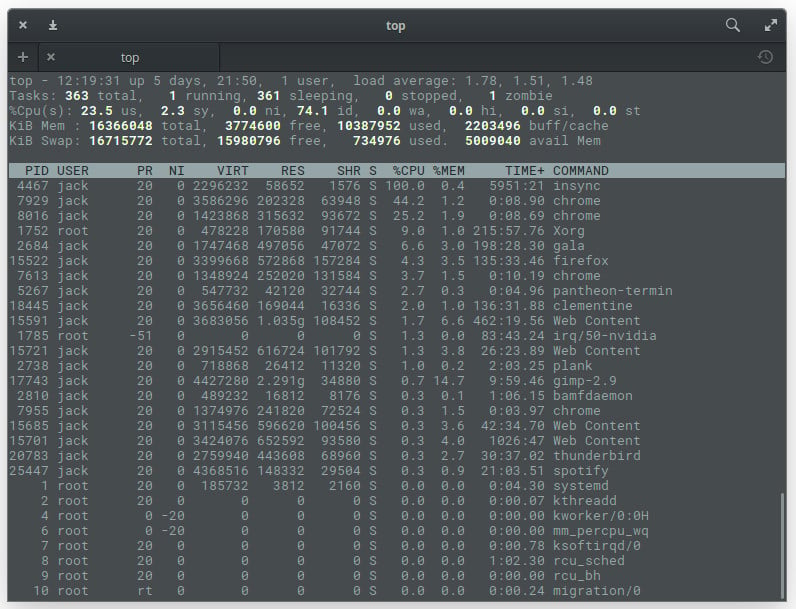 top
top
top - 12:19:31 up 5 days, 21:50,  1 user,  load average: 1.78, 1.51, 1.48
Tasks: 363 total,   1 running, 361 sleeping,   0 stopped,   1 zombie
%Cpu(s): 23.5 us,  2.3 sy,  0.0 ni, 74.1 id,  0.0 wa,  0.0 hi,  0.0 si,  0.0 st
KiB Mem : 16366048 total,  3774600 free, 10387952 used,  2203496 buff/cache
KiB Swap: 16715772 total, 15980796 free,   734976 used.  5009040 avail Mem
PID USER PR NI VIRT RES SHR S %CPU %MEM TIME+ COMMAND
4467 jack 20 0 2296232 58652 1576 S 100.0 0.4 5951:21 insync
7929 jack 20 0 3586296 202328 63948 S 44.2 1.2 0:08.90 chrome
8016 jack 20 0 1423868 315632 93672 S 25.2 1.9 0:08.69 chrome
1752 root 20 0 478228 170580 91744 S 9.0 1.0 215:57.76 Xorg
2684 jack 20 0 1747468 497056 47072 S 6.6 3.0 198:28.30 gala
15522 jack 20 0 3399668 572868 157284 S 4.3 3.5 135:33.46 firefox
7613 jack 20 0 1348924 252020 131584 S 3.7 1.5 0:10.19 chrome
5267 jack 20 0 547732 42120 32744 S 2.7 0.3 0:04.96 pantheon-termin
18445 jack 20 0 3656460 169044 16336 S 2.0 1.0 136:31.88 clementine
15591 jack 20 0 3683056 1.035g 108452 S 1.7 6.6 462:19.56 Web Content
1785 root -51 0 0 0 0 S 1.3 0.0 83:43.24 irq/50-nvidia
15721 jack 20 0 2915452 616724 101792 S 1.3 3.8 26:23.89 Web Content
2738 jack 20 0 718868 26412 11320 S 1.0 0.2 2:03.25 plank
17743 jack 20 0 4427280 2.291g 34880 S 0.7 14.7 9:59.46 gimp-2.9
2810 jack 20 0 489232 16812 8176 S 0.3 0.1 1:06.15 bamfdaemon
7955 jack 20 0 1374976 241820 72524 S 0.3 1.5 0:03.97 chrome
15685 jack 20 0 3115456 596620 100456 S 0.3 3.6 42:34.70 Web Content
15701 jack 20 0 3424076 652592 93580 S 0.3 4.0 1026:47 Web Content
20783 jack 20 0 2759940 443608 68960 S 0.3 2.7 30:37.02 thunderbird
25447 jack 20 0 4368516 148332 29504 S 0.3 0.9 21:03.51 spotify
1 root 20 0 185732 3812 2160 S 0.0 0.0 0:04.30 systemd
2 root 20 0 0 0 0 S 0.0 0.0 0:00.07 kthreadd
4 root 0 -20 0 0 0 S 0.0 0.0 0:00.00 kworker/0:0H
6 root 0 -20 0 0 0 S 0.0 0.0 0:00.00 mm_percpu_wq
7 root 20 0 0 0 0 S 0.0 0.0 0:00.78 ksoftirqd/0
8 root 20 0 0 0 0 S 0.0 0.0 1:02.30 rcu_sched
9 root 20 0 0 0 0 S 0.0 0.0 0:00.00 rcu_bh
10 root rt 0 0 0 0 S 0.0 0.0 0:00.24 migration/0